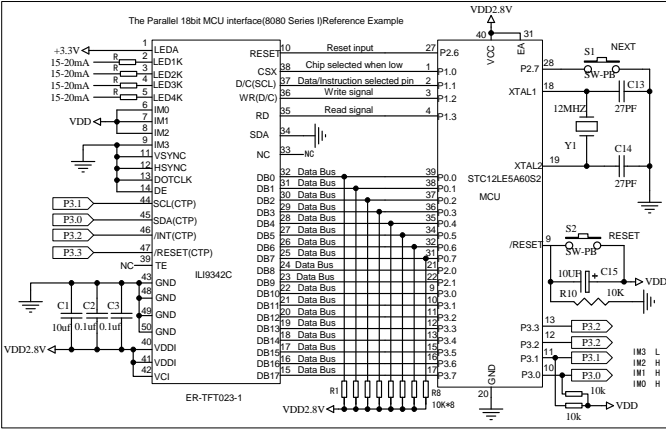 The Parallel 18bit MCU interface(8080 Series I)Reference Example
VDD2.8V
+3.3V 1 LEDA
15-20mA R 2 LED1K
15-20mA R 3 LED2K
15-20mA R 4 LED3K
15-20mA R 5 LED4K
6 IM0
VDD 7 IM1
8 IM2
9 IM3
11 VSYNC
12 HSYNC
13 DOTCLK
14 DE
P3.1 44 SCL(CTP)
P3.0 45 SDA(CTP)
P3.2 46 /INT(CTP)
P3.3 47 /RESET(CTP)
NC 39 TE
ILI9342C
43 GND
48 GND
49 GND
50 GND
C1 C2 C3
10uf 0.1uf 0.1uf
VDD2.8V 40 VDDI
41 VDDI
42 VCI
ER-TFT023-1
RESET 10 Reset input 27 P2.6
CSX 38 Chip selected when low 1 P1.0
D/C(SCL) 37 Data/Instruction selected pin 2 P1.1
WR(D/C) 36 Write signal 3 P1.2
RD 35 Read signal 4 P1.3
SDA 34
NC 33 NC
DB0 32 Data Bus 39 P0.0
DB1 31 Data Bus 38 P0.1
DB2 30 Data Bus 37 P0.2
DB3 29 Data Bus 36 P0.3
DB4 28 Data Bus 35 P0.4
DB5 27 Data Bus 34 P0.5
DB6 26 Data Bus 32 P0.6
DB7 25 Data Bus 31 P0.7
DB8 24 Data Bus 21 P2.0
DB9 23 Data Bus 22 P2.1
DB10 22 Data Bus 9 P3.0
DB11 21 Data Bus 10 P3.1
DB12 20 Data Bus 11 P3.2
DB13 19 Data Bus 13 P3.3
DB14 18 Data Bus 14 P3.4
DB15 17 Data Bus 15 P3.5
DB16 16 Data Bus 16 P3.6
DB17 15 Data Bus 17 P3.7
R1 R8
VDD2.8V 10K*8
40 31
VCC EA
STC12LE5A60S2
MCU
GND
20
P2.7 28 S1 NEXT
SW-PB
XTAL1 18 C13
12MHZ 27PF
Y1
XTAL2 19 C14
27PF
/RESET 9 S2 RESET
SW-PB
10UF + C15 VDD
R10 10K
P3.3 13 P3.2
P3.2 12 P3.2
P3.1 11 P3.1
P3.0 10 P3.0
IM3 L
IM2 H
IM1 H
IM0 H
10k
10k VDD